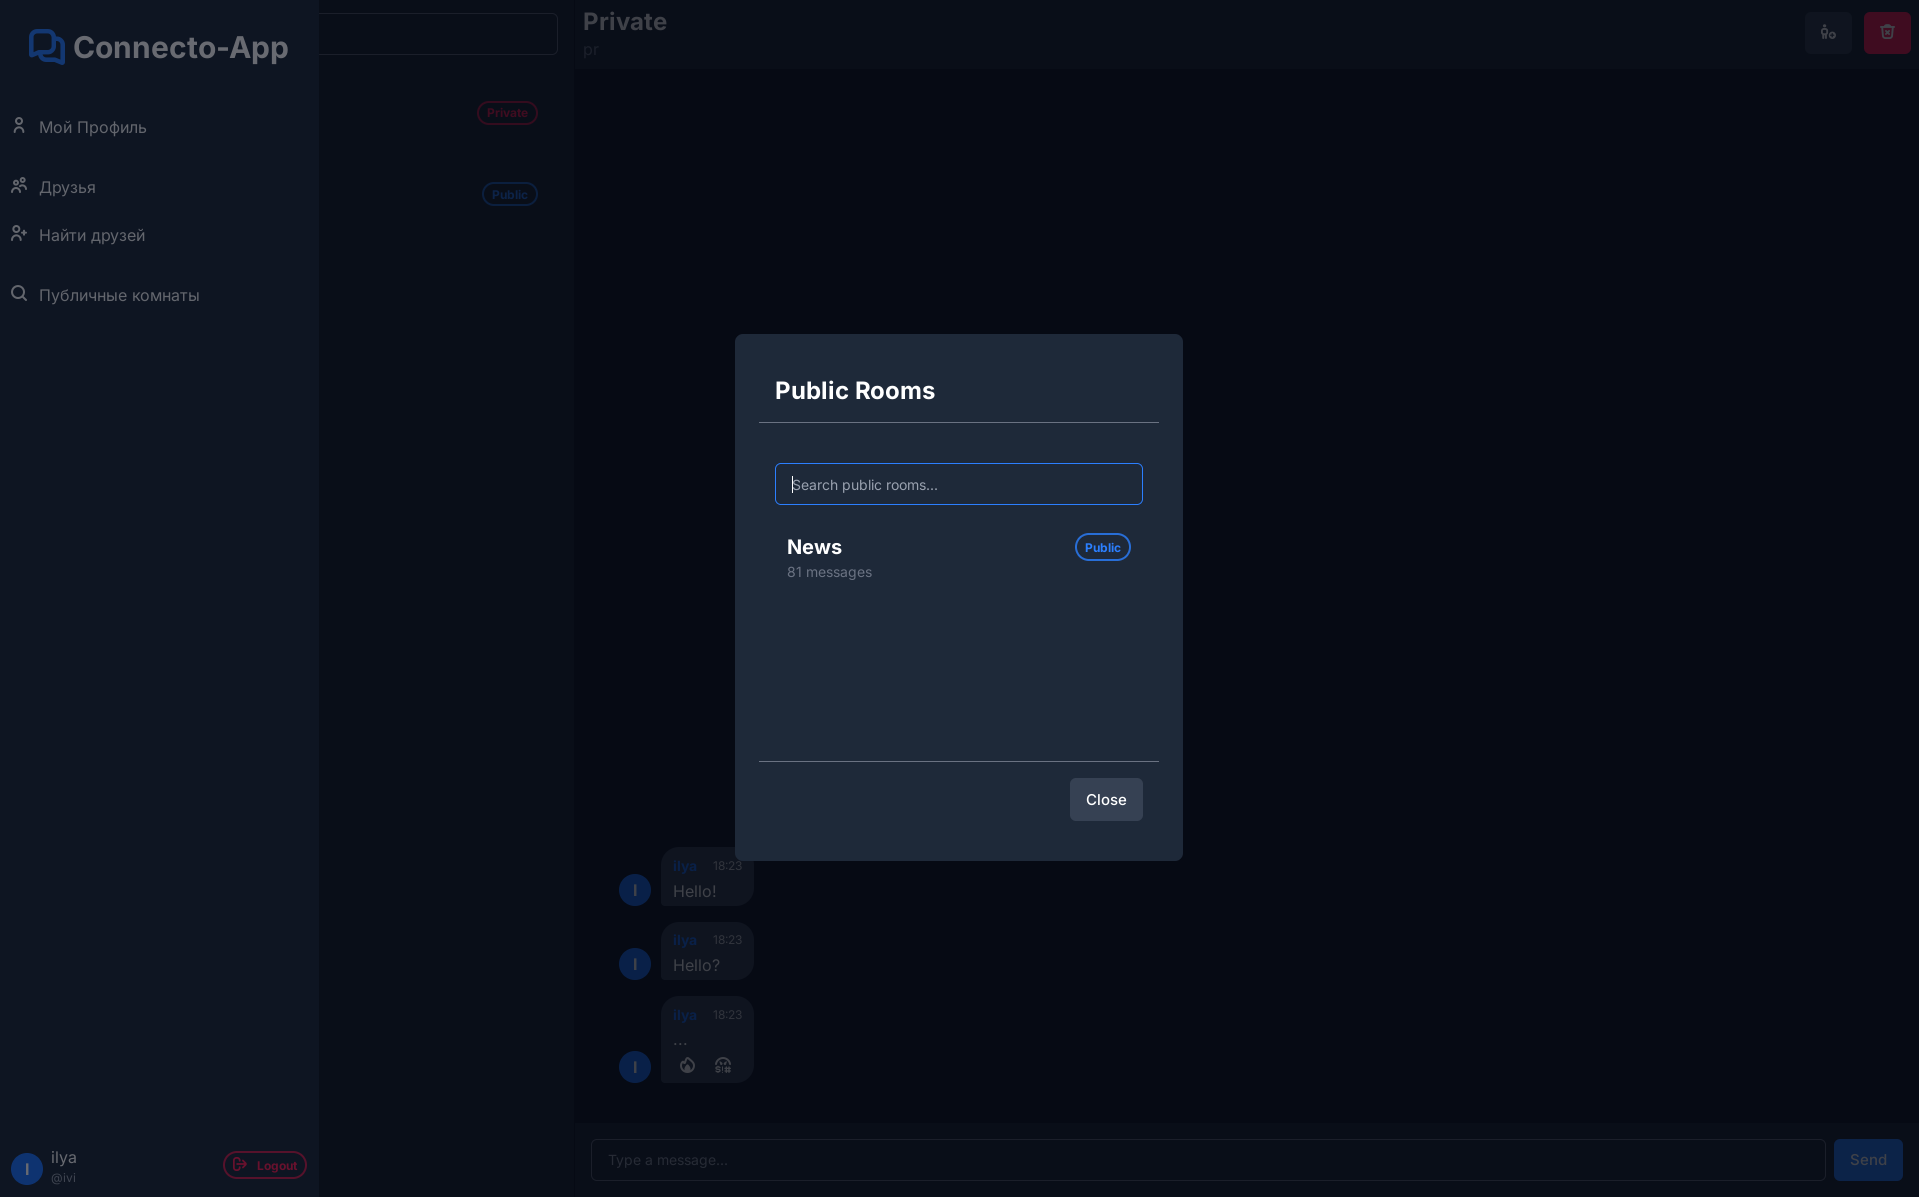 Connecto-App
Мой Профиль
Друзья
Найти друзей
Публичные комнаты
ilya
@ivi
Logout
Private
Public
Private
pr
Public Rooms
Search public rooms...
News
Public
81 messages
Close
I
ilya 18:23
Hello!
I
ilya 18:23
Hello?
I
ilya 18:23
...
I
Type a message...
Send